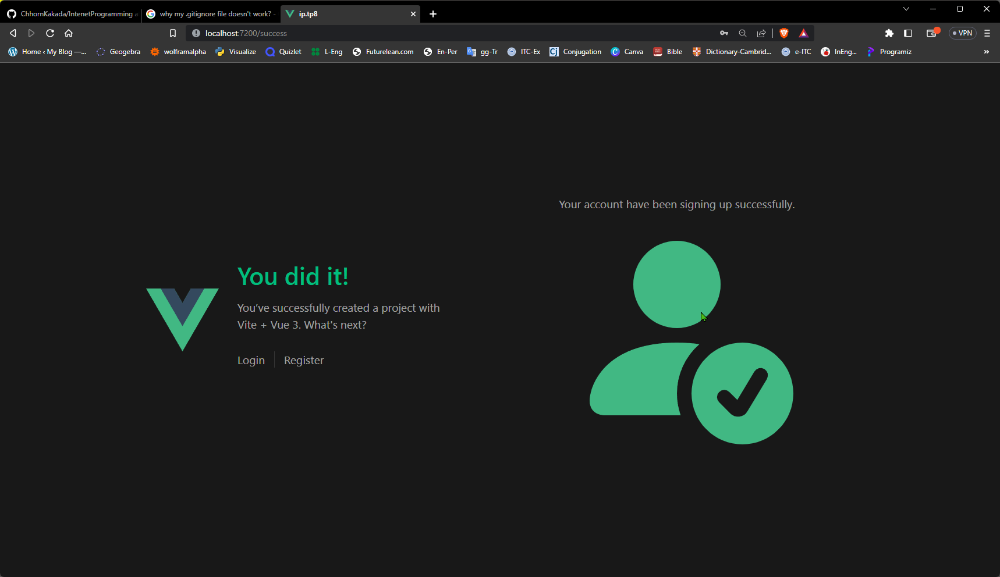 ChhornKakada/IntenetProgramming a
why my .gitignore file doesn't work? -
ip.tp8
localhost:7200/success
VPN
Home ‹ My Blog —...
Geogebra
wolframalpha
Visualize
Quizlet
L-Eng
Futurelean.com
En-Per
gg-Tr
ITC-Ex
Conjugation
Canva
Bible
Dictionary-Cambrid...
e-ITC
InEng...
Programiz
»
Your account have been signing up successfully.
You did it!
You’ve successfully created a project with
Vite + Vue 3. What's next?
Login
Register